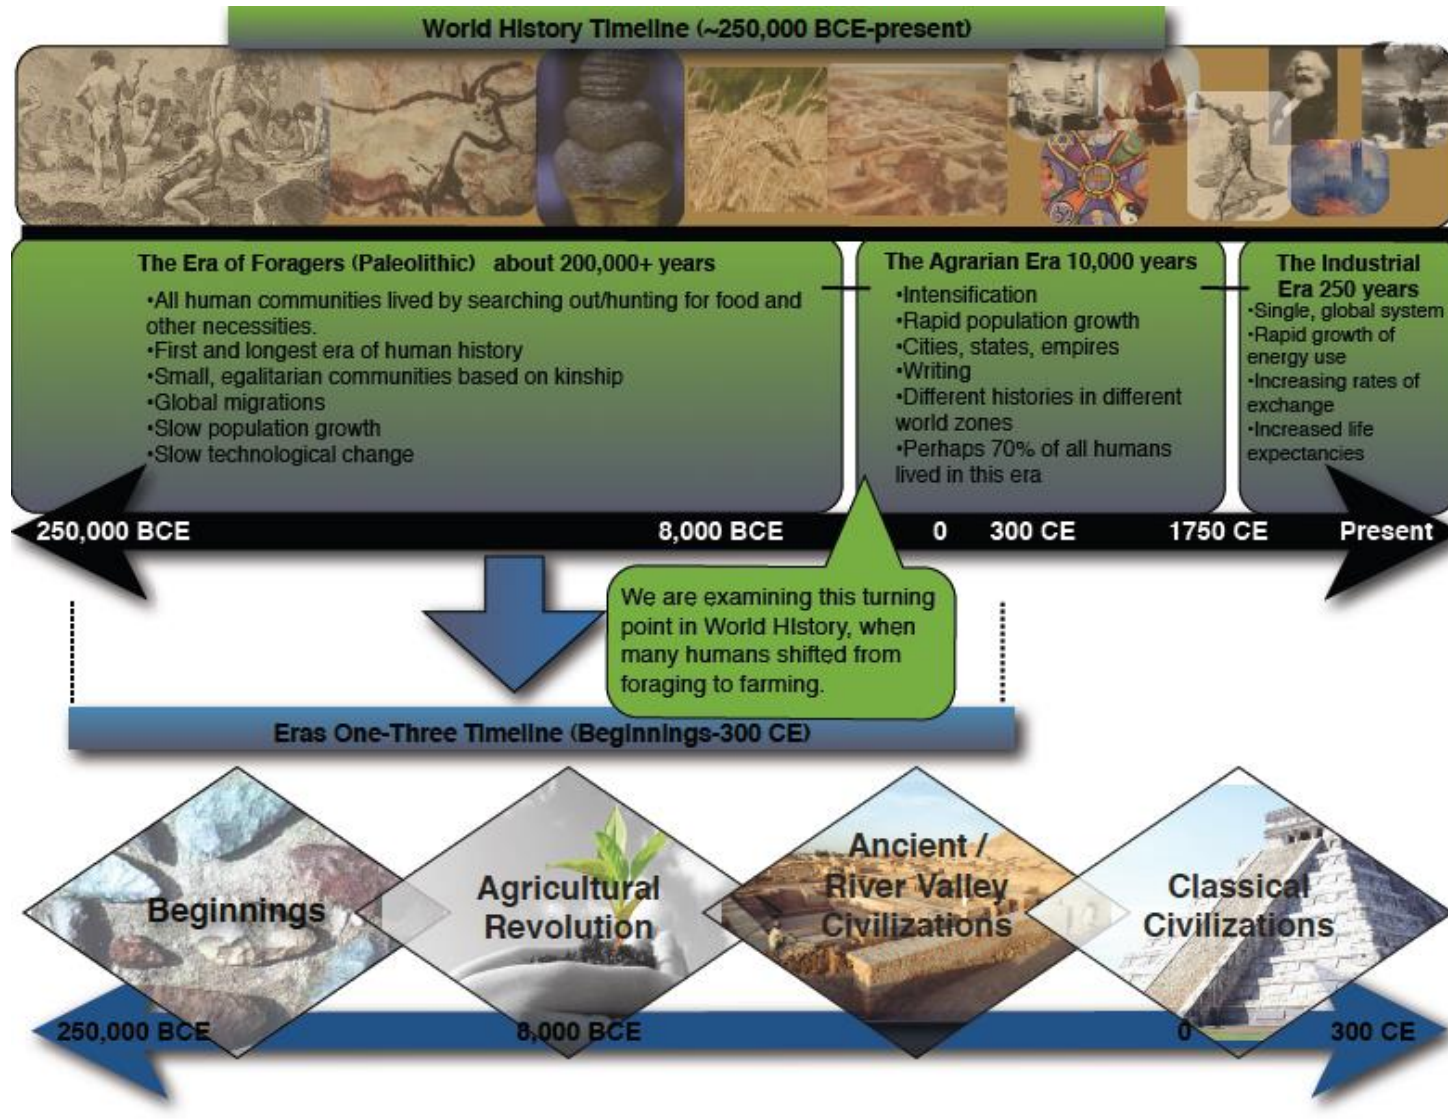 World History Timeline (~250,000 BCE-present)
The Era of Foragers (Paleolithic) about 200,000+ years
•All human communities lived by searching out/hunting for food and
other necessities.
•First and longest era of human history
•Small, egalitarian communities based on kinship
•Global migrations
•Slow population growth
•Slow technological change
The Agrarian Era 10,000 years
•Intensification
•Rapid population growth
•Cities, states, empires
•Writing
•Different histories in different
world zones
•Perhaps 70% of all humans
lived in this era
The Industrial
Era 250 years
•Single, global system
•Rapid growth of
energy use
•Increasing rates of
exchange
•Increased life
expectancies
250,000 BCE 8,000 BCE 0 300 CE 1750 CE Present
We are examining this turning
point in World HIstory, when
many humans shifted from
foraging to farming.
Eras One-Three Timeline (Beginnings-300 CE)
Beginnings
Agricultural
Revolution
Ancient /
River Valley
Civilizations
Classical
Civilizations
250,000 BCE 8,000 BCE 0 300 CE